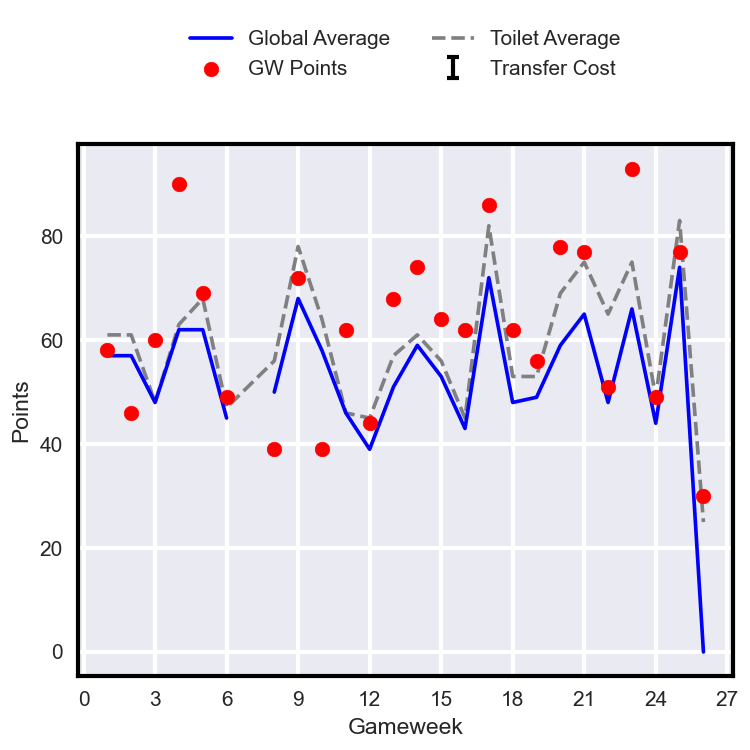 Global Average
Toilet Average
GW Points
Transfer Cost
80
60
40
20
0
Points
0 3 6 9 12 15 18 21 24 27
Gameweek